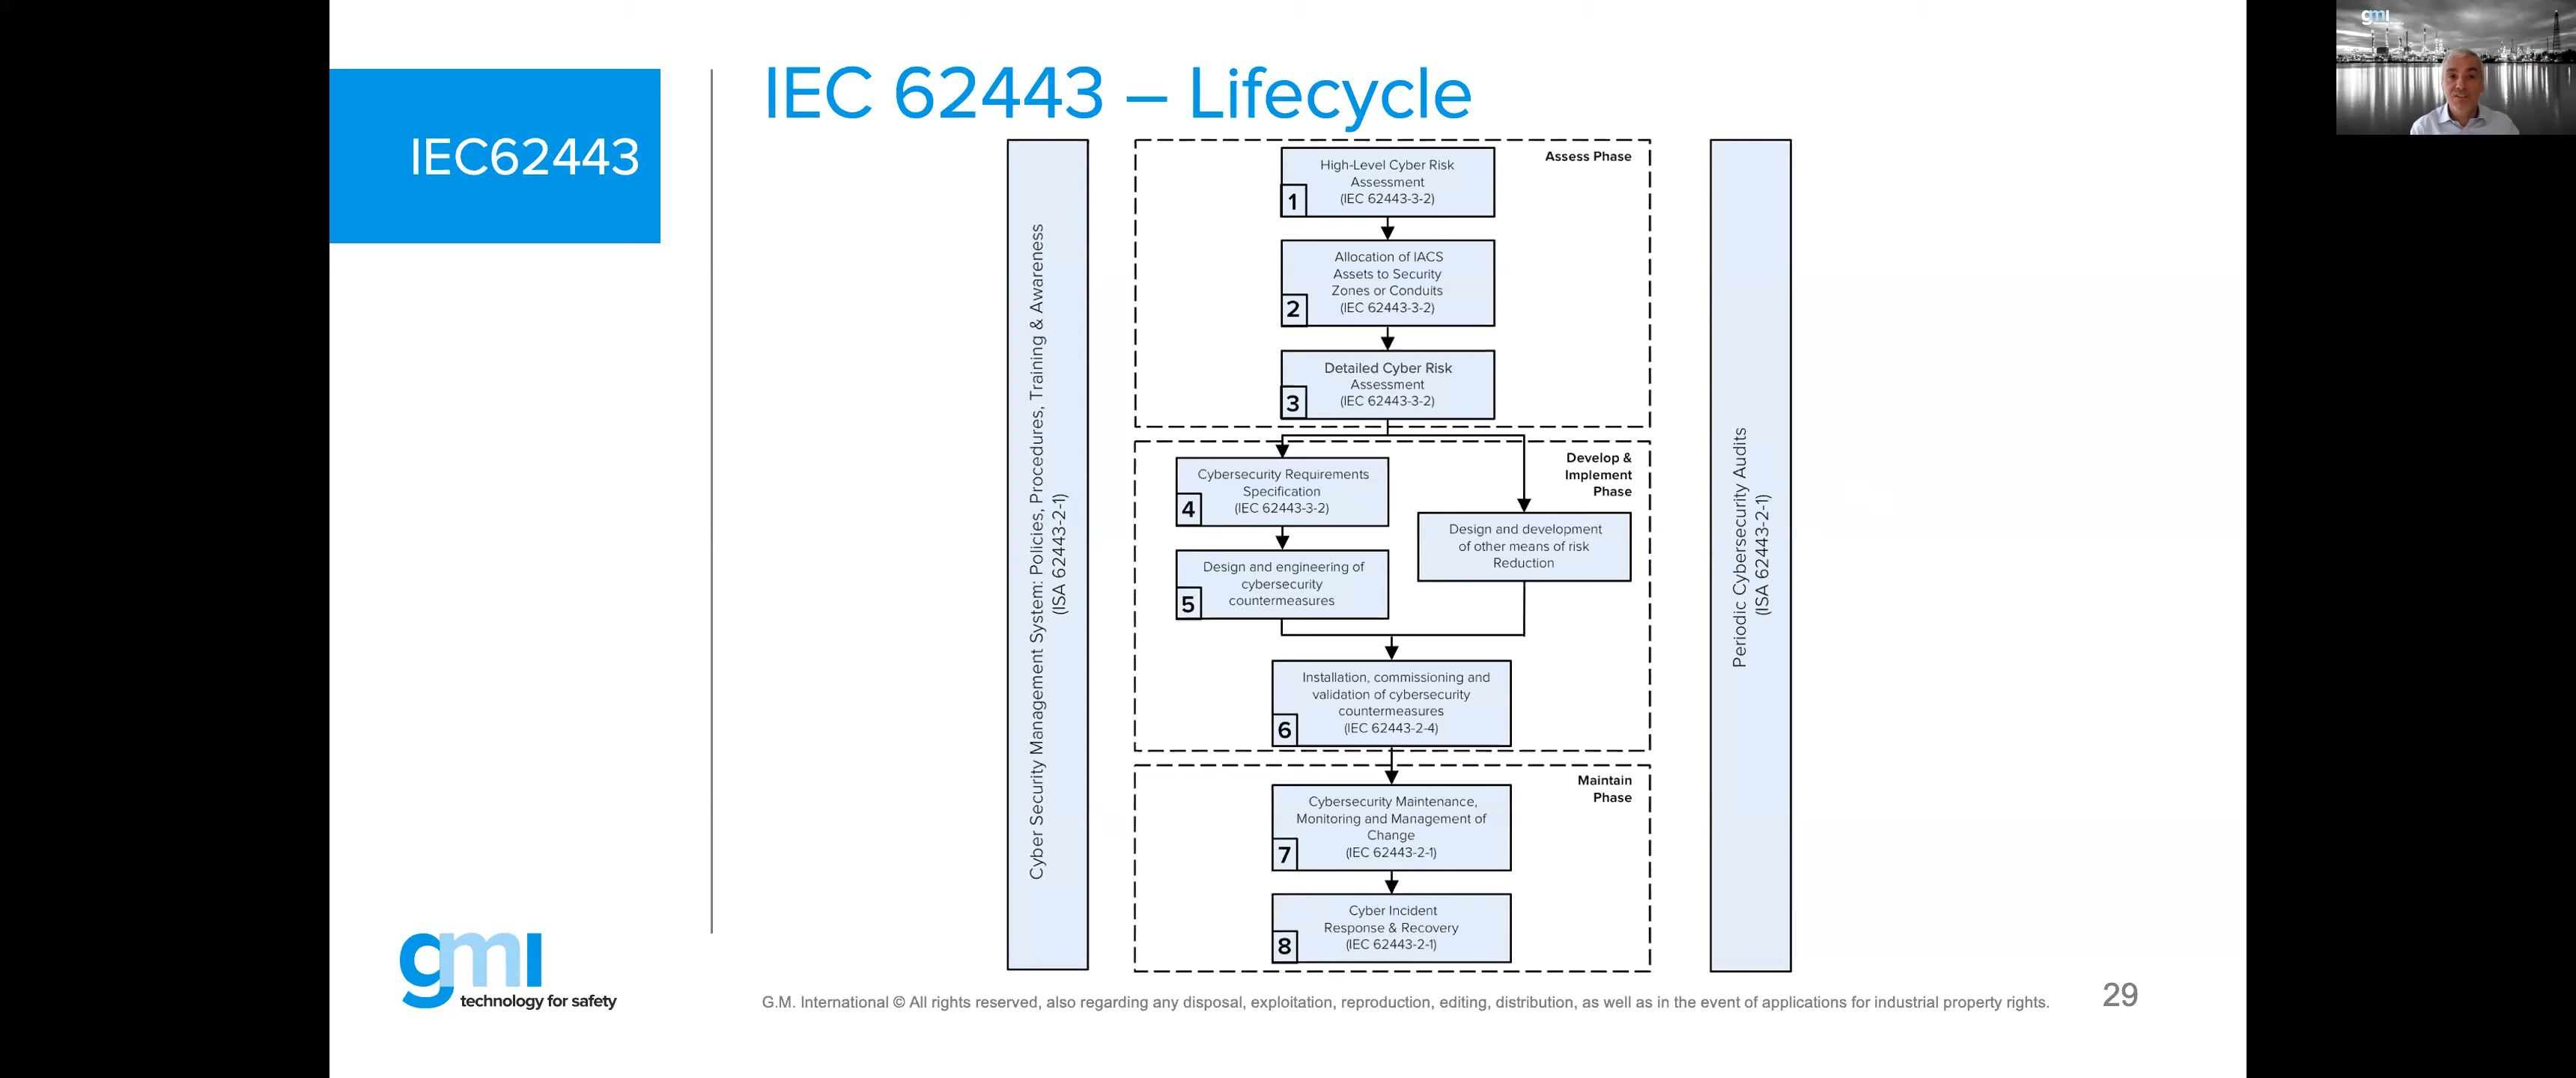 IEC62443
IEC 62443 – Lifecycle
Cyber Security Management System: Policies, Procedures, Training & Awareness
(ISA 62443-2-1)
Assess Phase
High-Level Cyber Risk
Assessment
(IEC 62443-3-2)
1
Allocation of IACS
Assets to Security
Zones or Conduits
(IEC 62443-3-2)
2
Detailed Cyber Risk
Assessment
(IEC 62443-3-2)
3
Develop &
Implement
Phase
Cybersecurity Requirements
Specification
(IEC 62443-3-2)
4
Design and engineering of
cybersecurity
countermeasures
5
Design and development
of other means of risk
Reduction
Installation, commissioning and
validation of cybersecurity
countermeasures
(IEC 62443-2-4)
6
Maintain
Phase
Cybersecurity Maintenance,
Monitoring and Management of
Change
(IEC 62443-2-1)
7
Cyber Incident
Response & Recovery
(IEC 62443-2-1)
8
Periodic Cybersecurity Audits
(ISA 62443-2-1)
gmi
technology for safety
G.M. International © All rights reserved, also regarding any disposal, exploitation, reproduction, editing, distribution, as well as in the event of applications for industrial property rights.
29
gmi